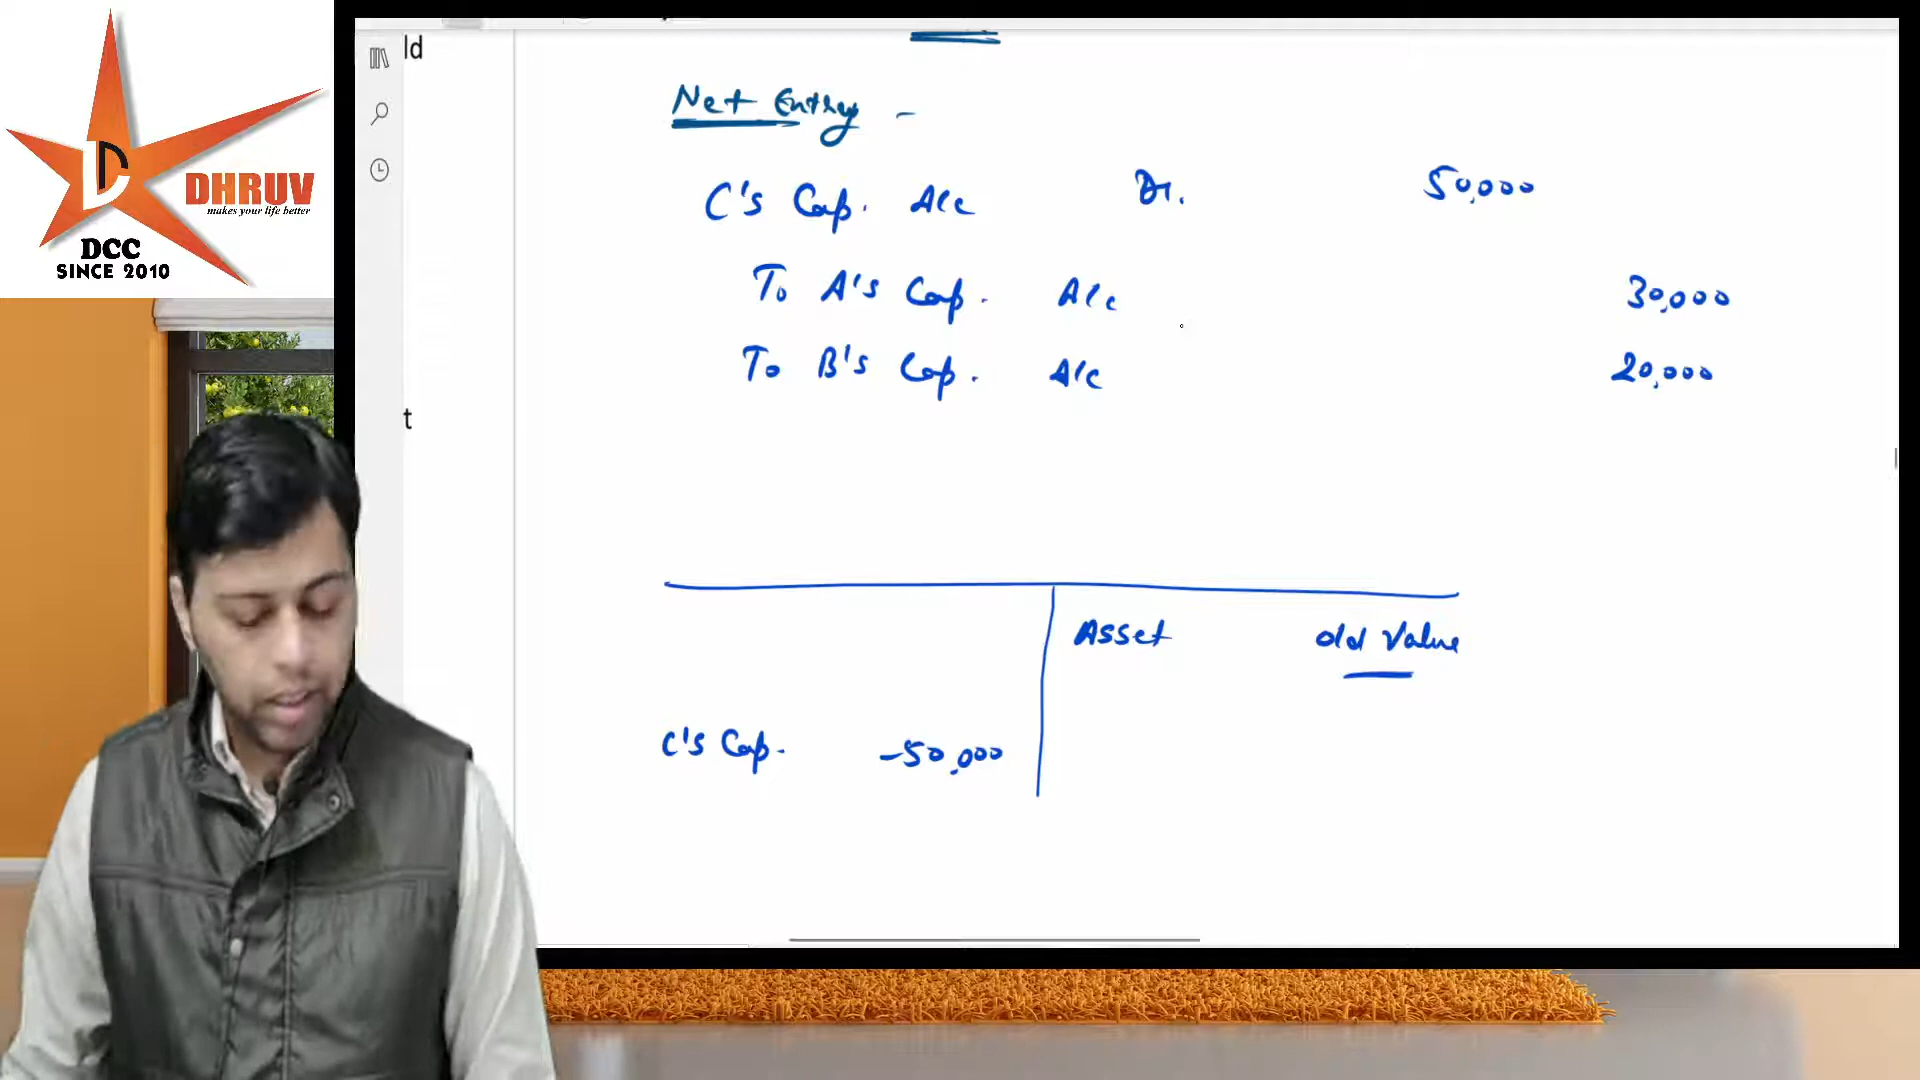 DC
DHRUV
makes your life better
DCC
SINCE 2010
ld
t
Net Entry -
C's Cap. A/c Dr. 50,000
To A's Cap. A/c 30,000
To B's Cap. A/c 20,000
Asset old value
C's Cap. -50,000